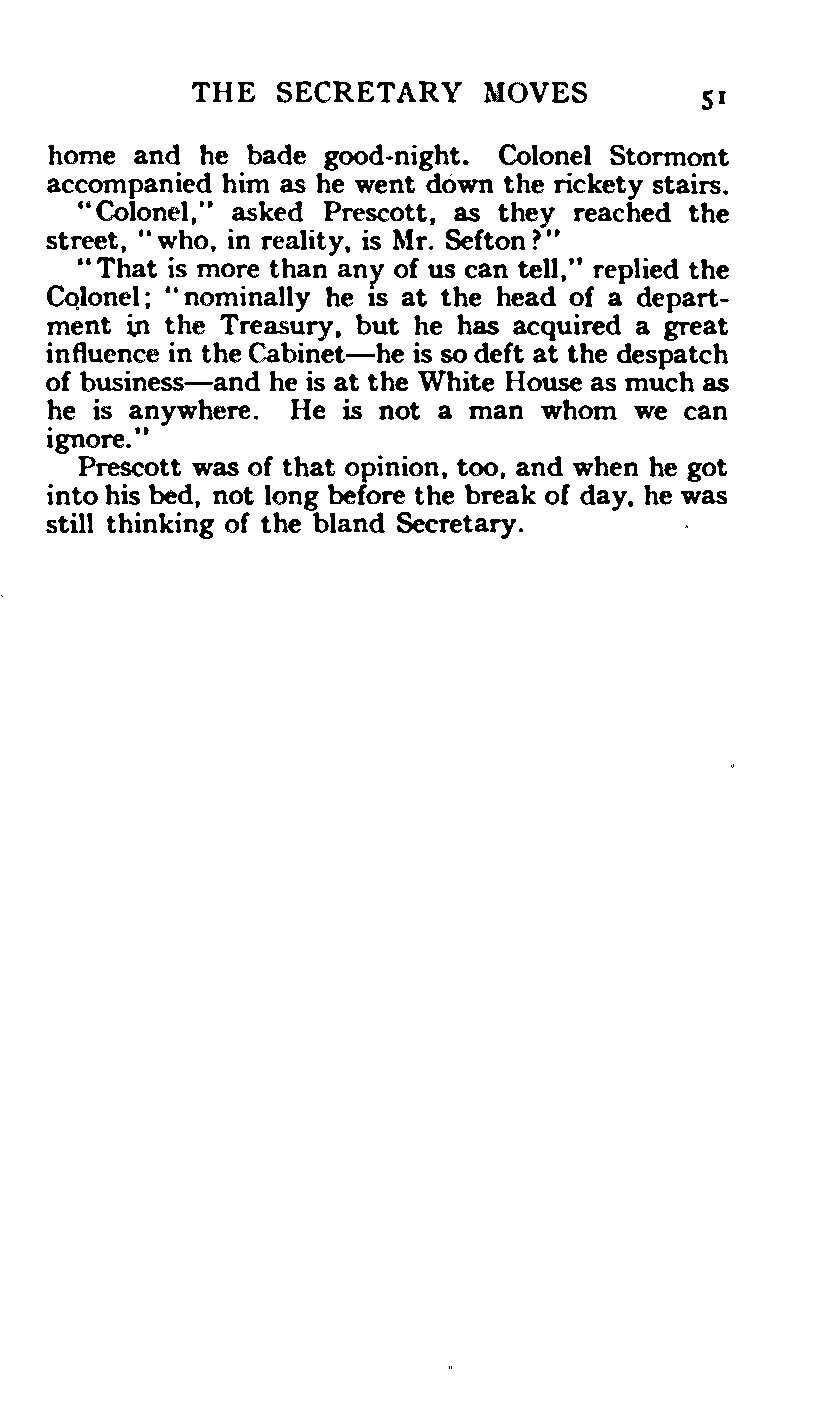 THE SECRETARY MOVES 51
home and he bade good-night. Colonel Stormont
accompanied him as he went down the rickety stairs.
"Colonel," asked Prescott, as they reached the
street, "who, in reality, is Mr. Sefton?"
"That is more than any of us can tell," replied the
Colonel; "nominally he is at the head of a depart-
ment in the Treasury, but he has acquired a great
influence in the Cabinet—he is so deft at the despatch
of business—and he is at the White House as much as
he is anywhere. He is not a man whom we can
ignore."
Prescott was of that opinion, too, and when he got
into his bed, not long before the break of day, he was
still thinking of the bland Secretary.